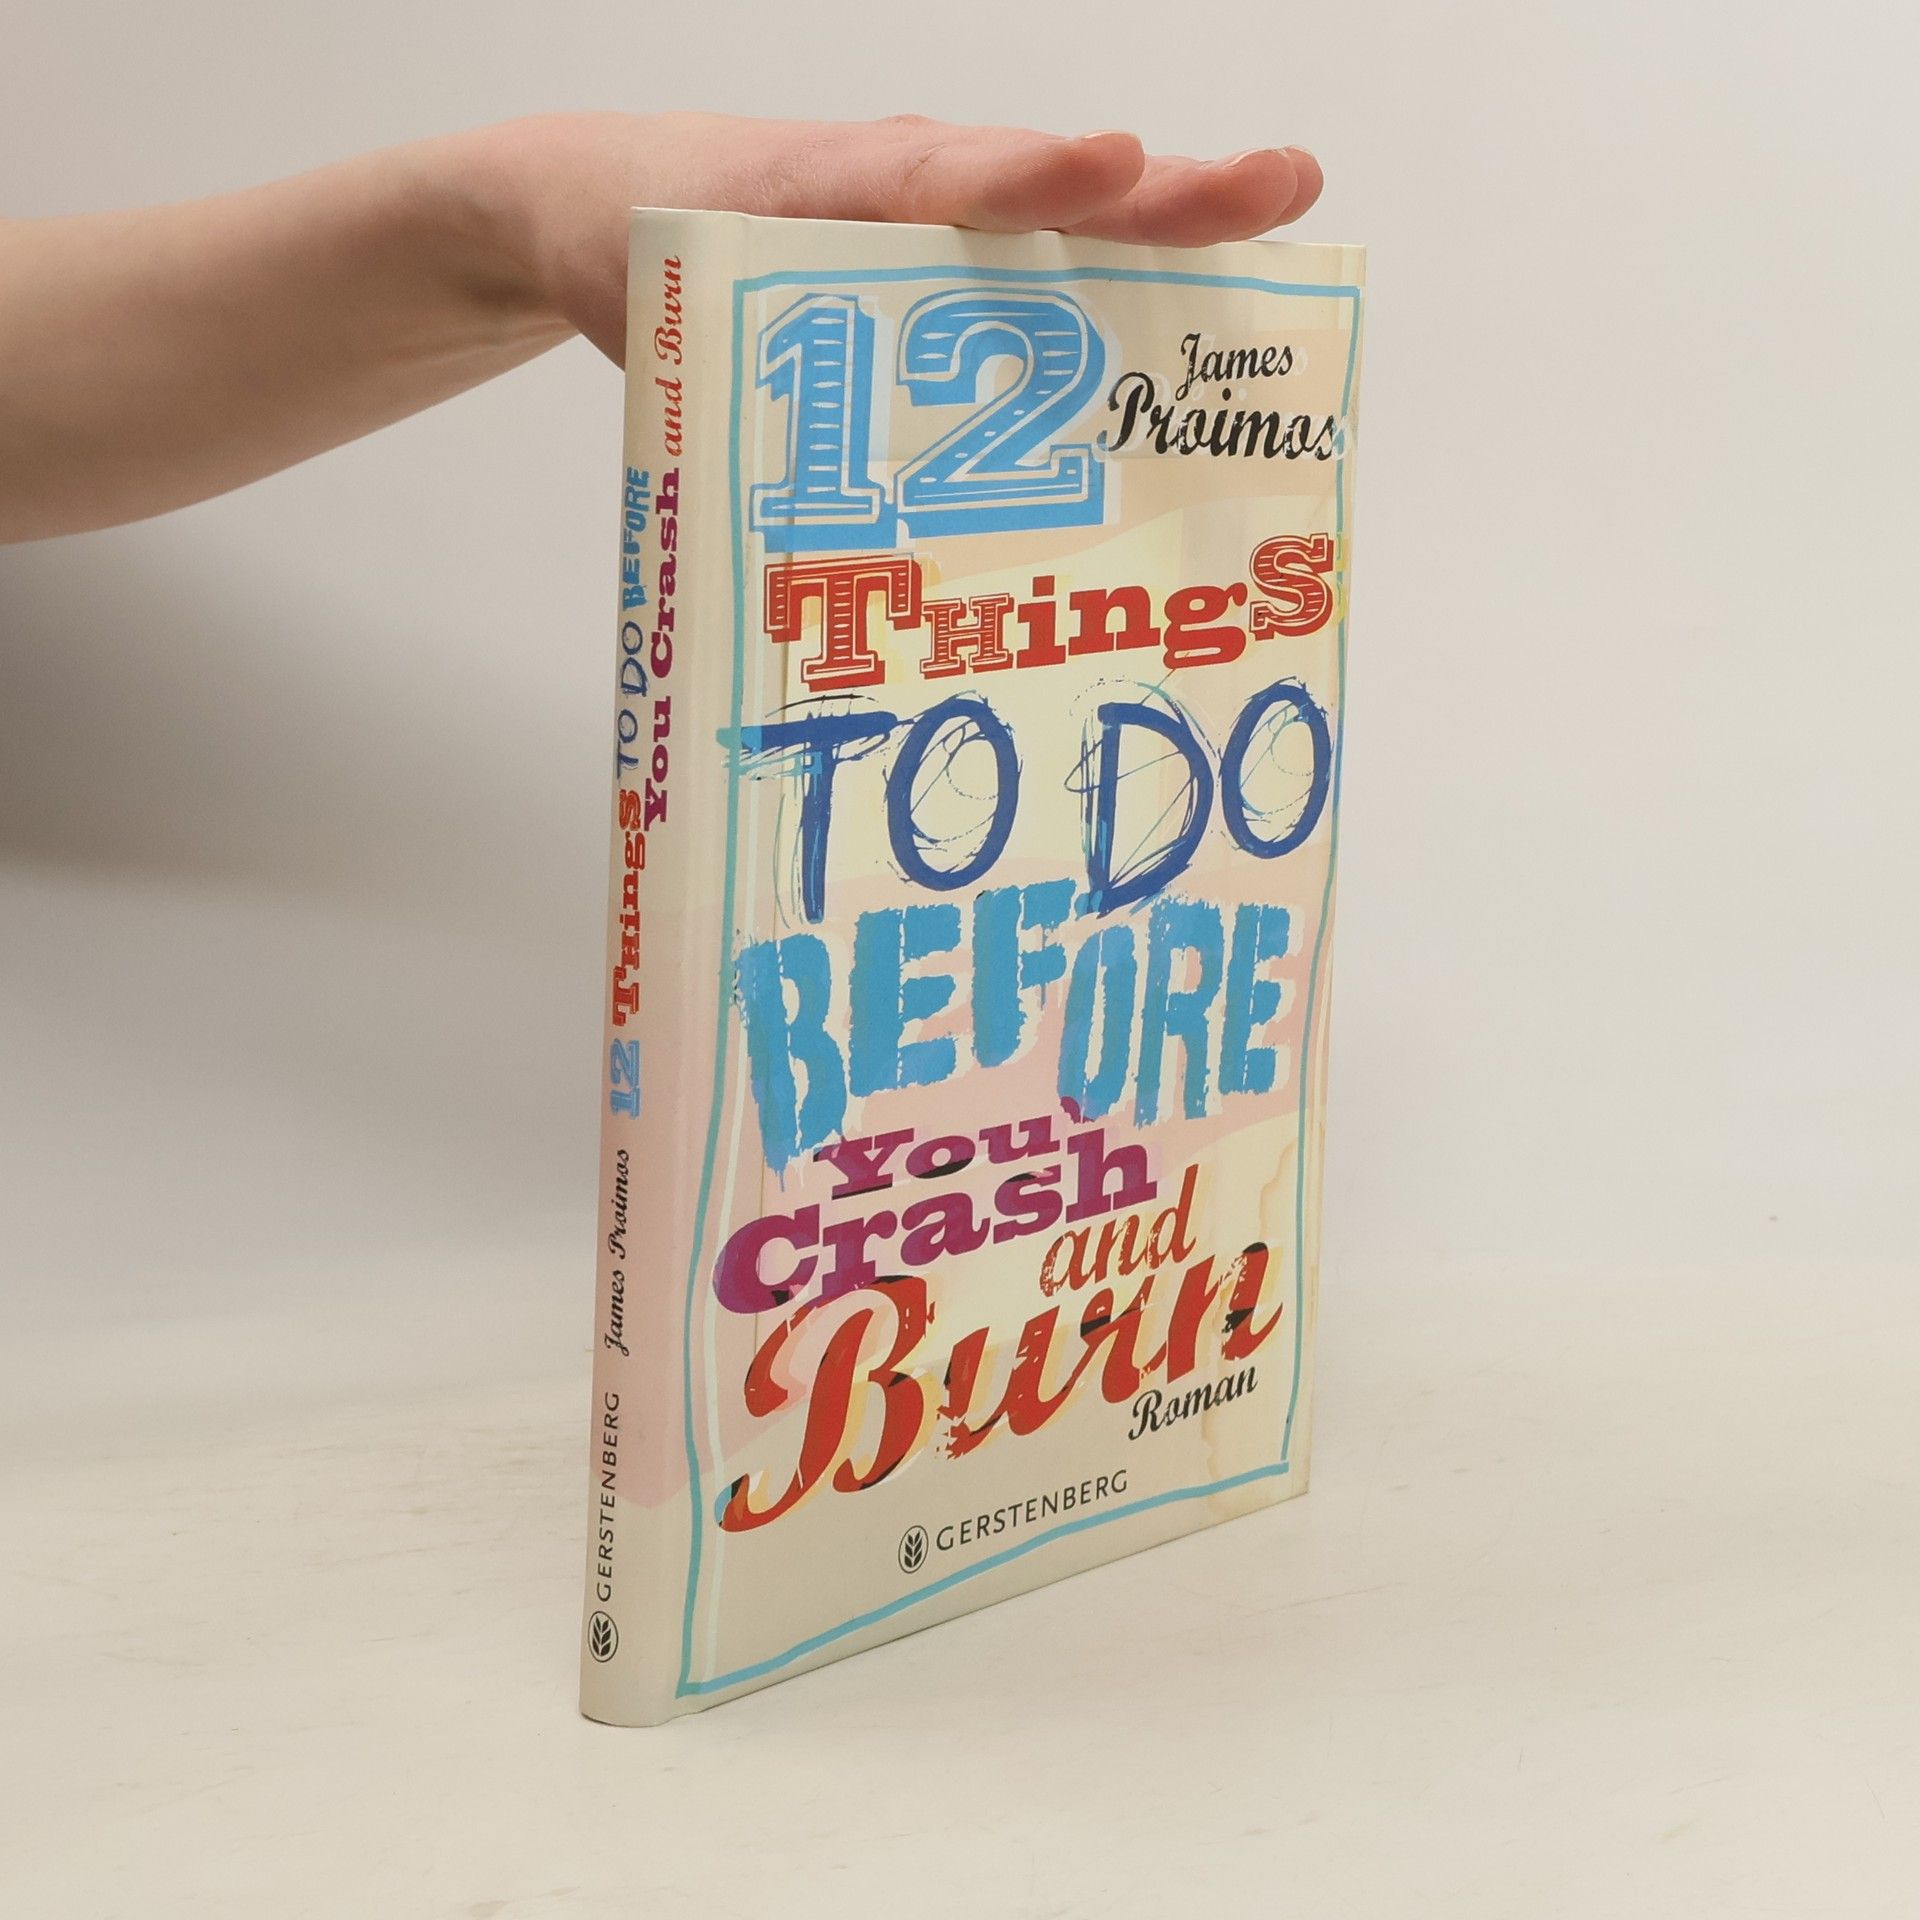 12
James
Proimos
THingS
TO DO
BEFORE
You
Crash
and
Burn
Roman
GERSTENBERG
GERSTENBERG James Proimos 12 THingS TO DO BEFORE
You Crash and Burn